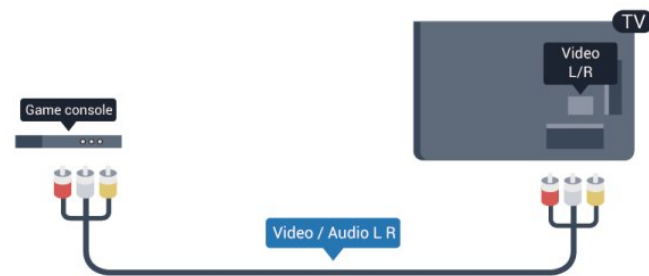 TV
Video
L/R
Game console
Video / Audio L R